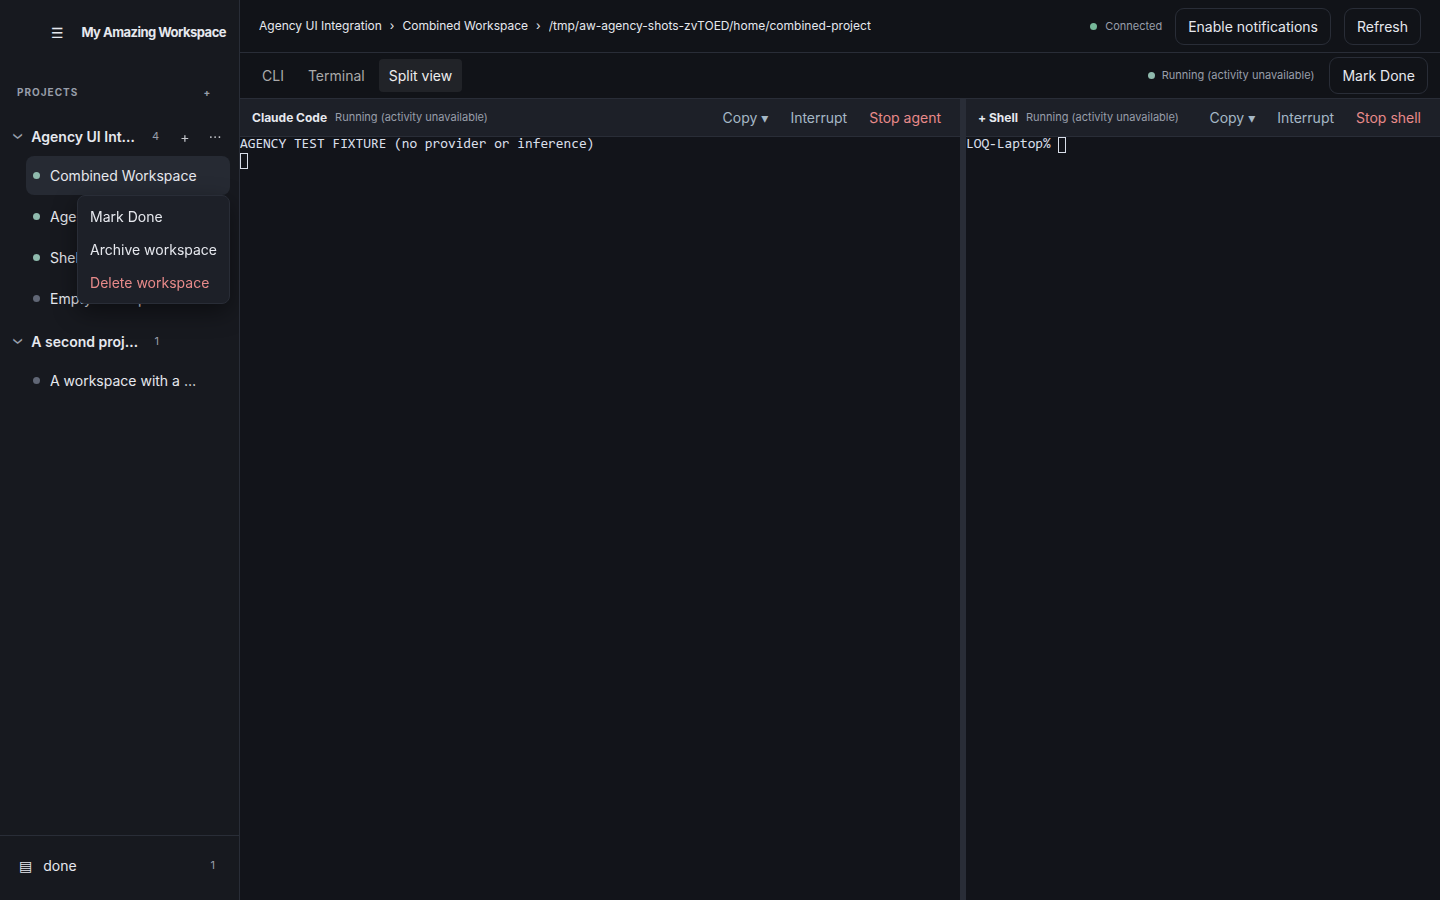 ☰ My Amazing Workspace
PROJECTS +
Agency UI Int... 4 + ...
Combined Workspace
Age
Mark Done
Archive workspace
She
Delete workspace
Emp
A second proj... 1
A workspace with a ...
done 1
Agency UI Integration › Combined Workspace › /tmp/aw-agency-shots-zvTOED/home/combined-project
Connected Enable notifications Refresh
CLI Terminal Split view
Running (activity unavailable) Mark Done
Claude Code Running (activity unavailable) Copy ▾ Interrupt Stop agent
AGENCY TEST FIXTURE (no provider or inference)
+ Shell Running (activity unavailable) Copy ▾ Interrupt Stop shell
LOQ-Laptop%